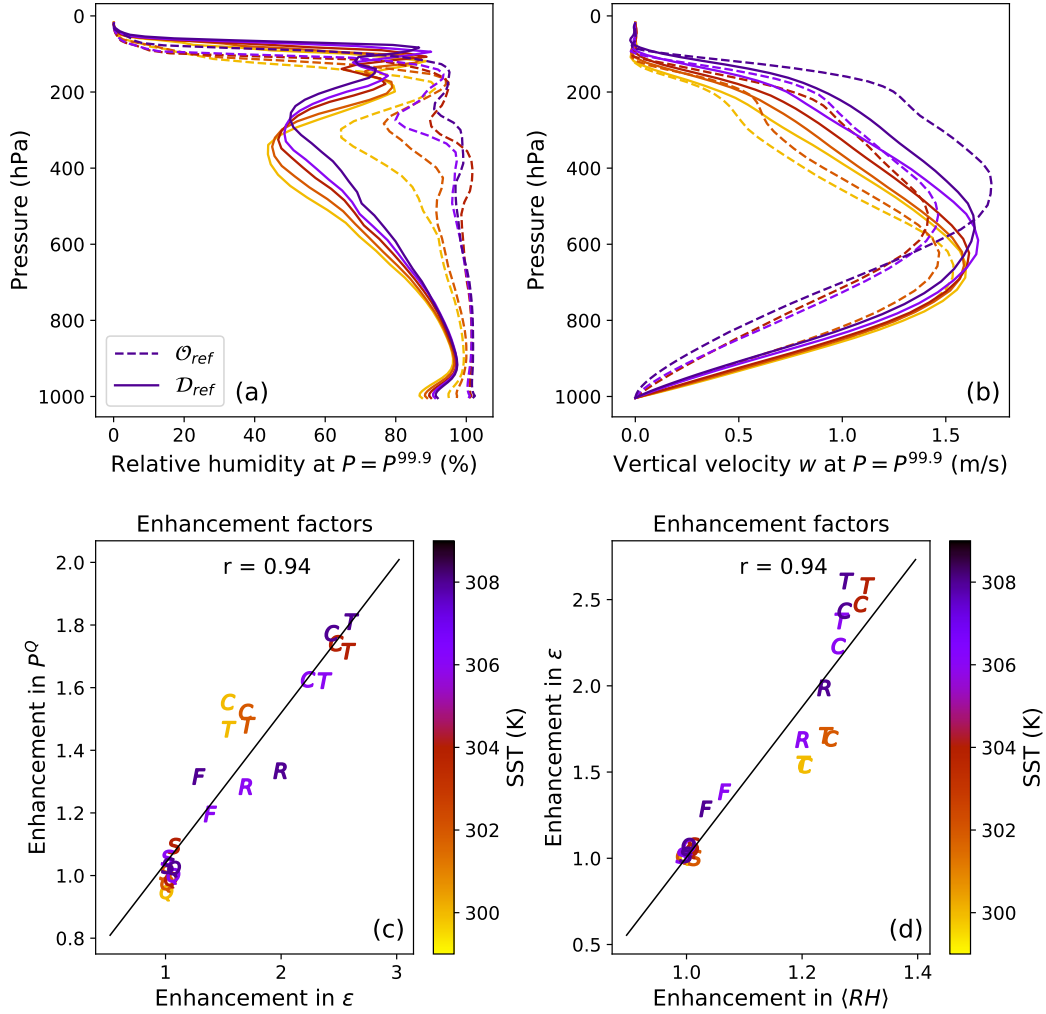 0
200
400
600
800
1000
Pressure (hPa)
𝒪ref
𝒟ref
(a)
0 20 40 60 80 100
Relative humidity at P = P^99.9 (%)
0
200
400
600
800
1000
Pressure (hPa)
(b)
0.0 0.5 1.0 1.5
Vertical velocity w at P = P^99.9 (m/s)
Enhancement factors
r = 0.94
2.0
1.8
1.6
1.4
1.2
1.0
0.8
Enhancement in P^Q
C T
C T
C T
C C
T T
F R
F R
S
(c)
1 2 3
Enhancement in ε
308
306
304
302
300
SST (K)
Enhancement factors
r = 0.94
2.5
2.0
1.5
1.0
0.5
Enhancement in ε
T T
C C
T
C
R
R T C
T C
F
F
S
(d)
1.0 1.2 1.4
Enhancement in ⟨RH⟩
308
306
304
302
300
SST (K)